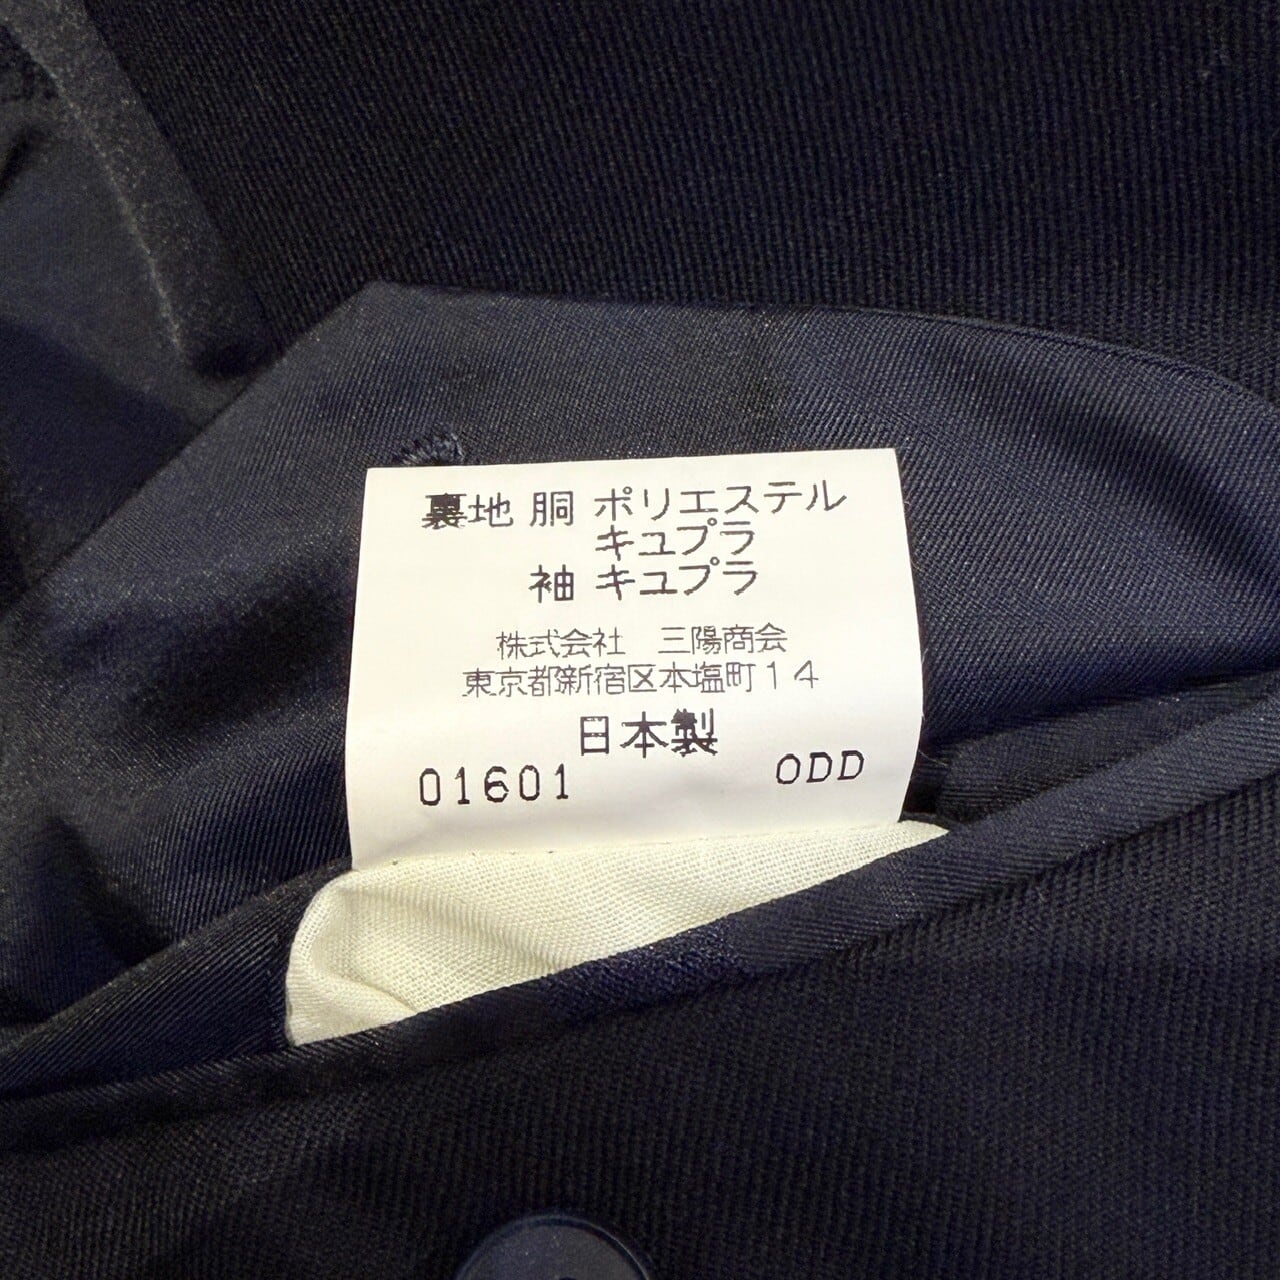 裏地 胴 ポリエステル
キュプラ
袖 キュプラ
株式会社 三陽商会
東京都新宿区本塩町14
日本製
01601 ODD